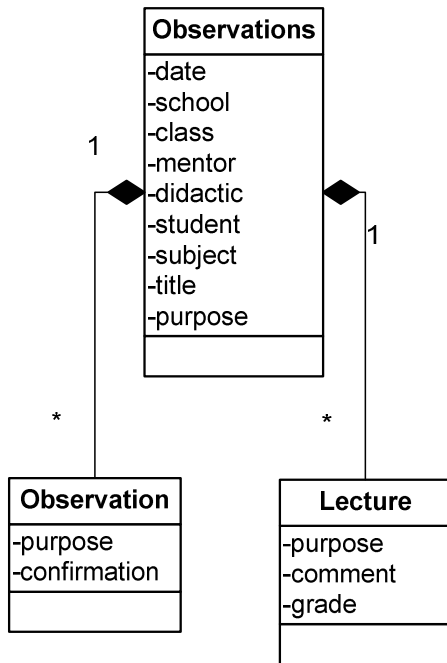 Observations
-date
-school
-class
-mentor
-didactic
-student
-subject
-title
-purpose
1
1
*
*
Observation
-purpose
-confirmation
Lecture
-purpose
-comment
-grade